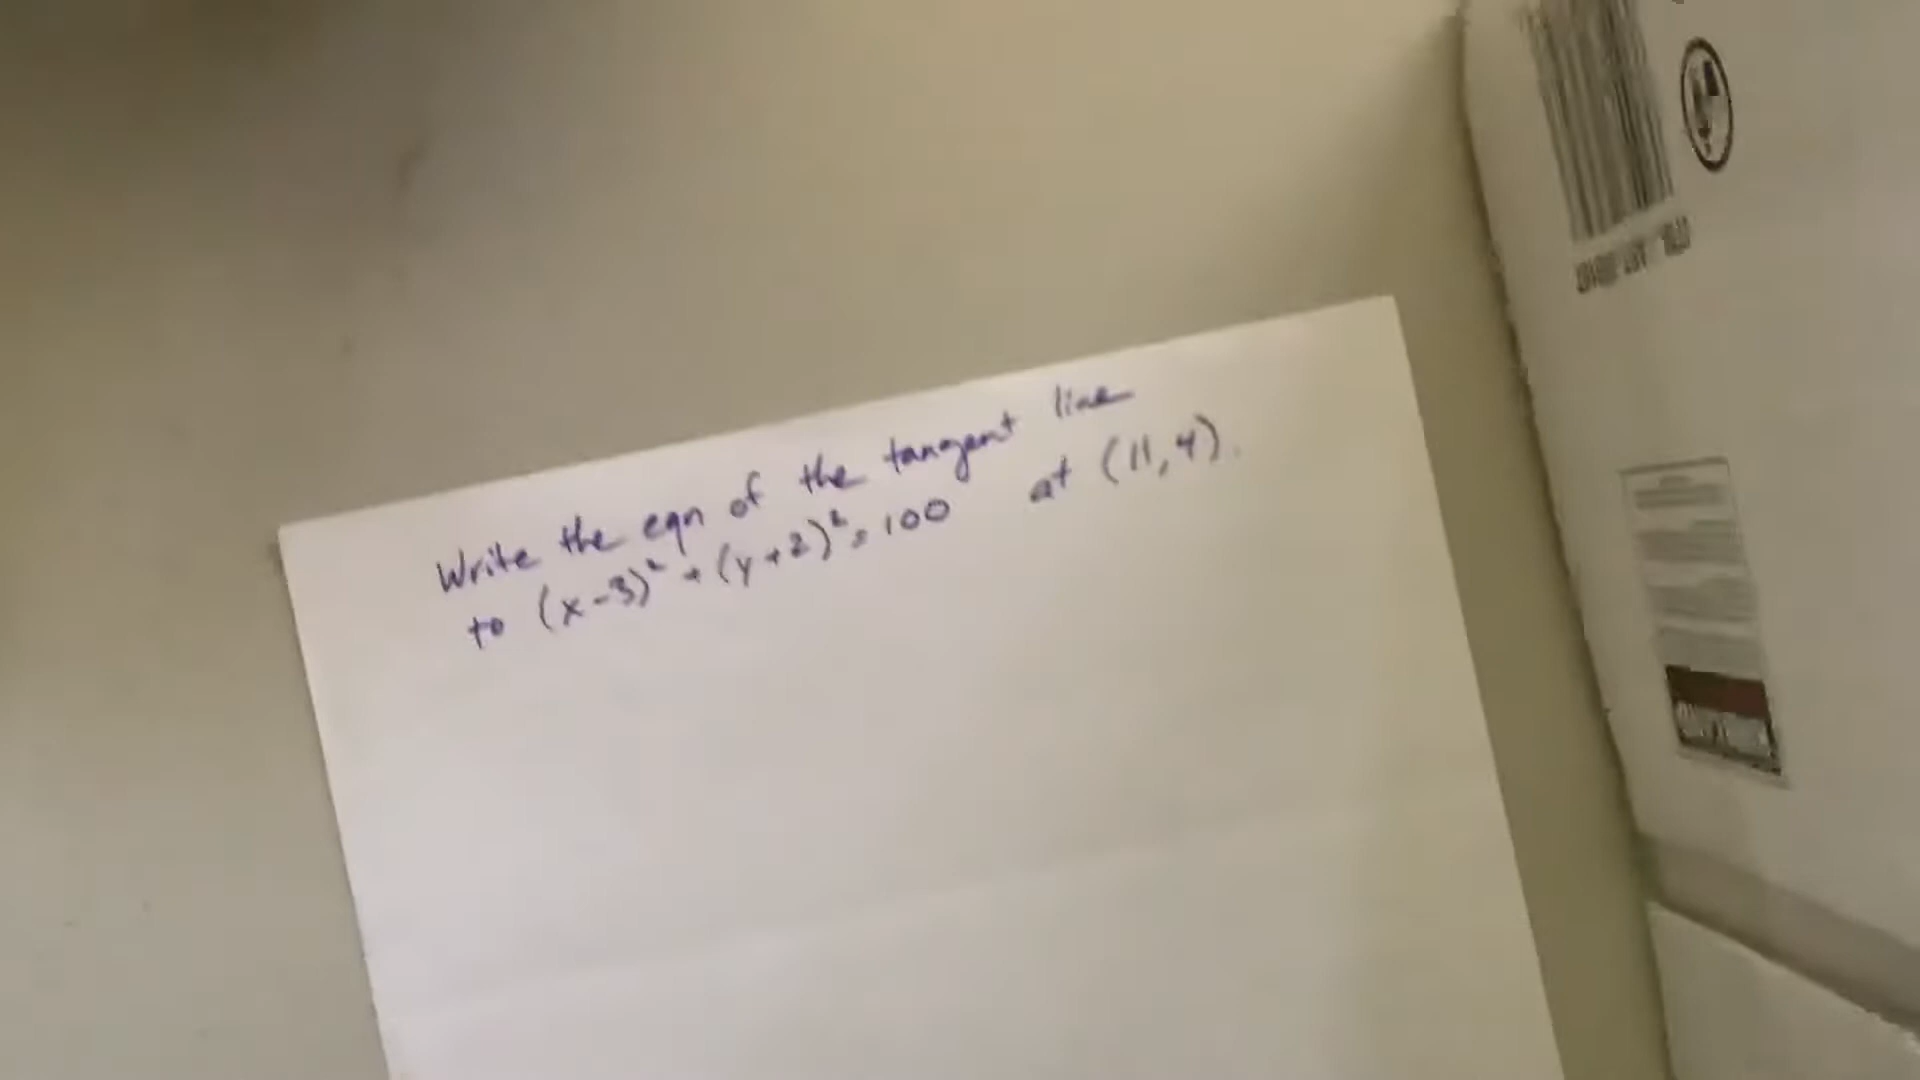 Write the eqn of the tangent line
to (x-3)² + (y+2)² = 100 at (11,4).